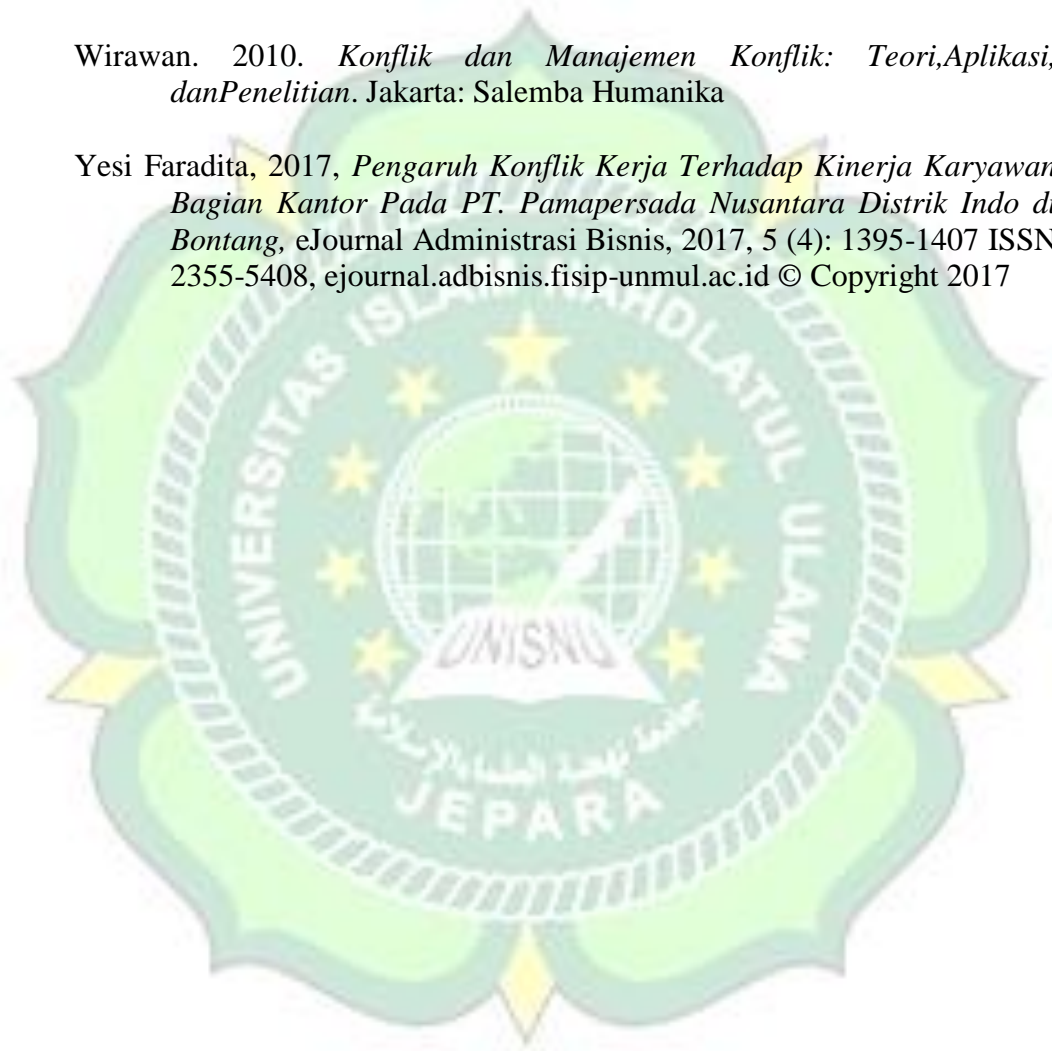 Wirawan. 2010. Konflik dan Manajemen Konflik: Teori,Aplikasi,
danPenelitian. Jakarta: Salemba Humanika
Yesi Faradita, 2017, Pengaruh Konflik Kerja Terhadap Kinerja Karyawan
Bagian Kantor Pada PT. Pamapersada Nusantara Distrik Indo di
Bontang, eJournal Administrasi Bisnis, 2017, 5 (4): 1395-1407 ISSN
2355-5408, ejournal.adbisnis.fisip-unmul.ac.id © Copyright 2017
UNIVERSITAS ISLAM NAHDLATUL ULAMA
UNISNU
JEPARA